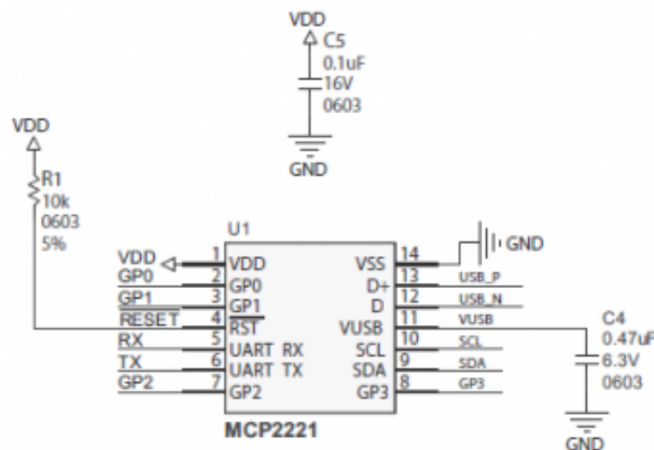 VDD
C5
0.1uF
16V
0603
GND
VDD
R1
10k
0603
5%
U1
VDD 1 VDD VSS 14 GND
GP0 2 GP0 D+ 13 USB_P
GP1 3 GP1 D 12 USB_N
RESET 4 RST VUSB 11 VUSB
RX 5 UART RX SCL 10 SCL
TX 6 UART TX SDA 9 SDA
GP2 7 GP2 GP3 8 GP3
MCP2221
C4
0.47uF
6.3V
0603
GND